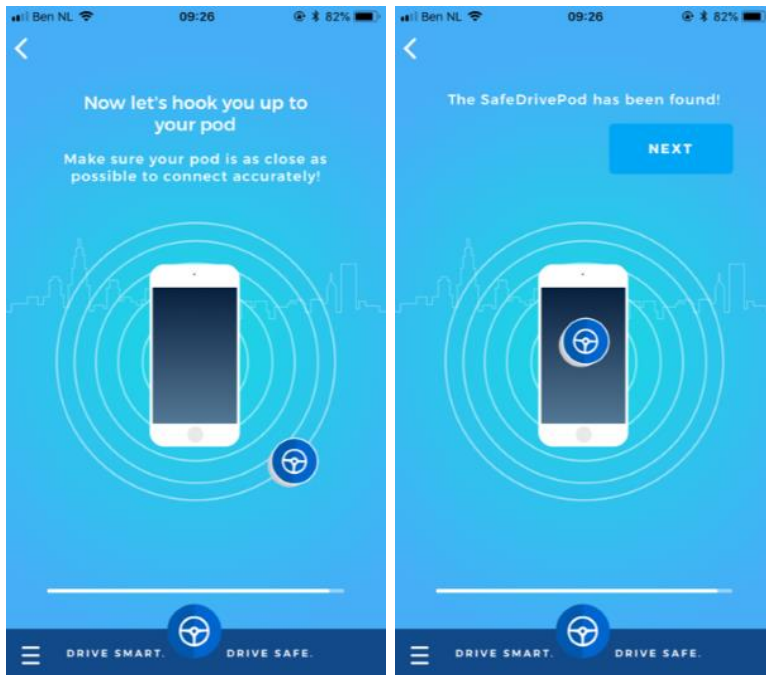 Ben NL 09:26 82%
Now let's hook you up to
your pod
Make sure your pod is as close as
possible to connect accurately!
DRIVE SMART. DRIVE SAFE.
Ben NL 09:26 82%
The SafeDrivePod has been found!
NEXT
DRIVE SMART. DRIVE SAFE.